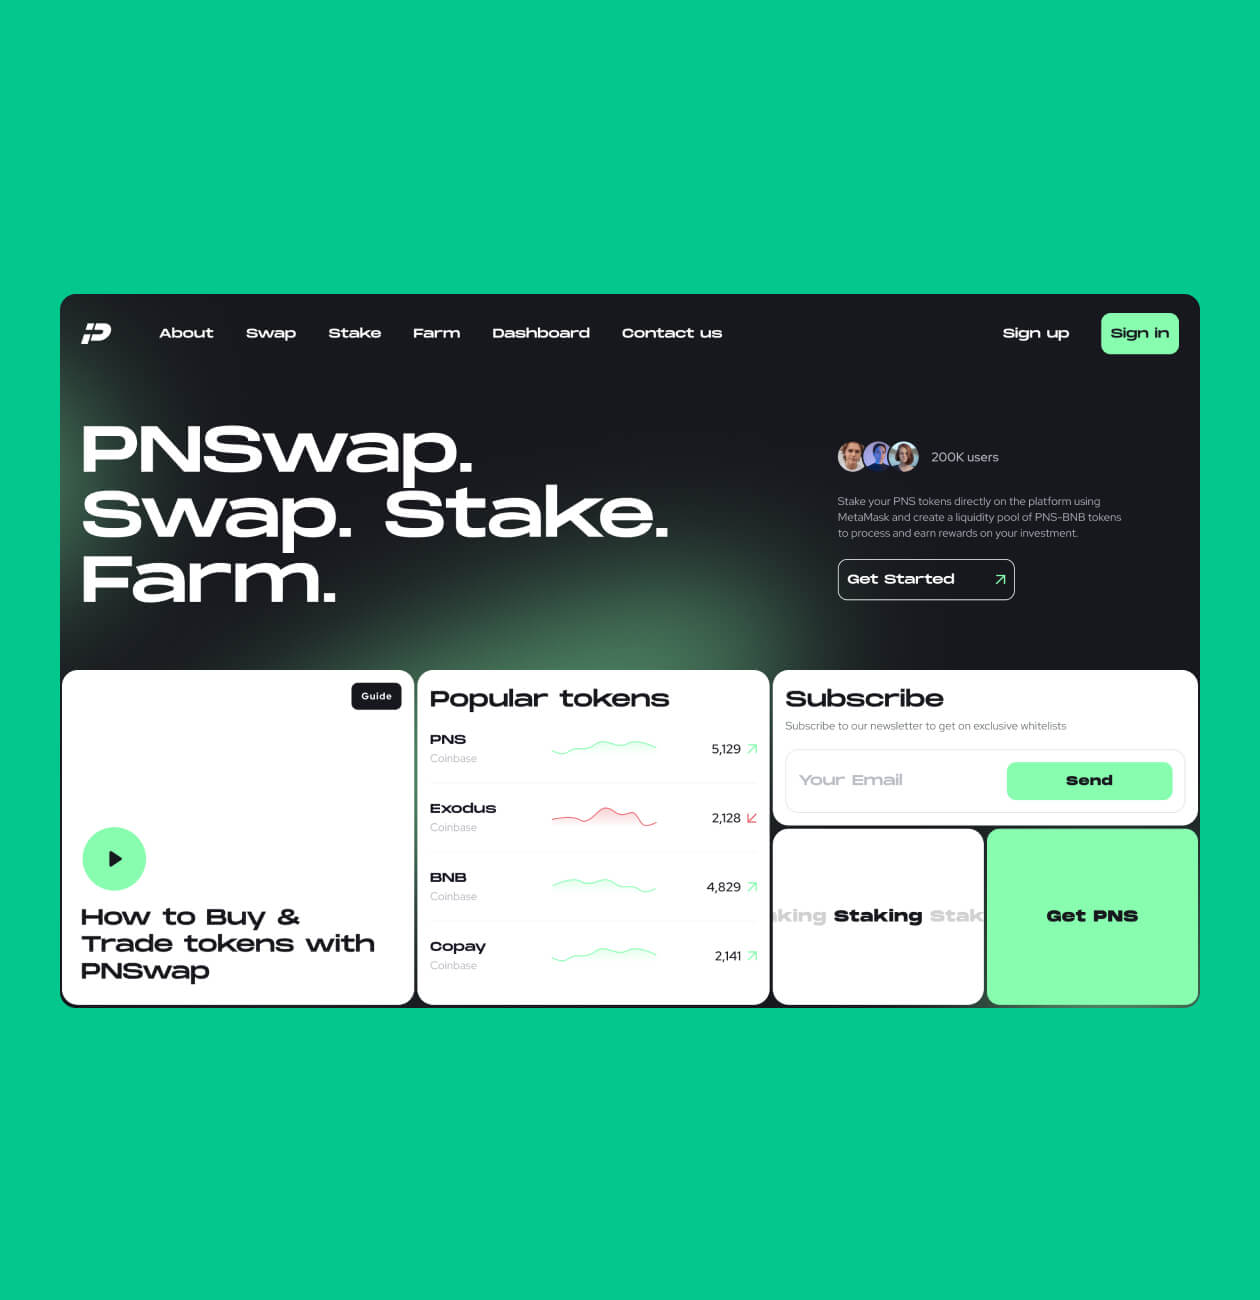 About Swap Stake Farm Dashboard Contact us Sign up Sign in
PNSwap.
Swap. Stake.
Farm.
200K users
Stake your PNS tokens directly on the platform using
MetaMask and create a liquidity pool of PNS-BNB tokens
to process and earn rewards on your investment.
Get Started
Guide
How to Buy &
Trade tokens with
PNSwap
Popular tokens
PNS
Coinbase
5,129
Exodus
Coinbase
2,128
BNB
Coinbase
4,829
Copay
Coinbase
2,141
Subscribe
Subscribe to our newsletter to get on exclusive whitelists
Your Email
Send
aking Staking Stak
Get PNS